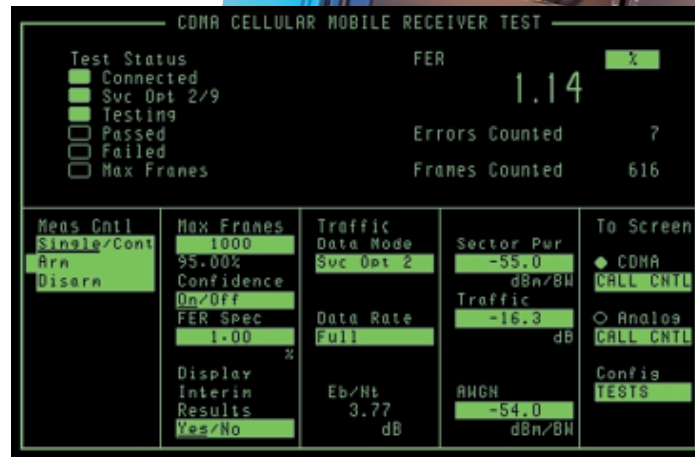 CDMA CELLULAR MOBILE RECEIVER TEST
Test Status
Connected
Svc Opt 2/9
Testing
Passed
Failed
Max Frames
FER
%
1.14
Errors Counted 7
Frames Counted 616
Meas Cntl
Single/Cont
Arm
Disarm
Max Frames
1000
95.00%
Confidence
On/Off
FER Spec
1.00
%
Display
Interim
Results
Yes/No
Traffic
Data Mode
Svc Opt 2
Data Rate
Full
Eb/Nt
3.77
dB
Sector Pwr
-55.0
dBm/BW
Traffic
-16.3
dB
AWGN
-54.0
dBm/BW
To Screen
CDMA
CALL CNTL
Analog
CALL CNTL
Config
TESTS